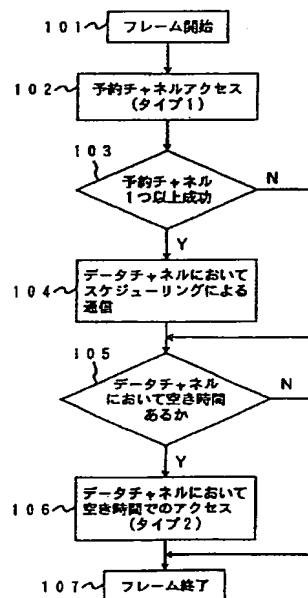 101
フレーム開始
102
予約チャネルアクセス
(タイプ1)
103
予約チャネル
1つ以上成功
N
Y
104
データチャネルにおいて
スケジューリングによる
通信
105
データチャネル
において空き時間
あるか
N
Y
106
データチャネルにおいて
空き時間でのアクセス
(タイプ2)
107
フレーム終了